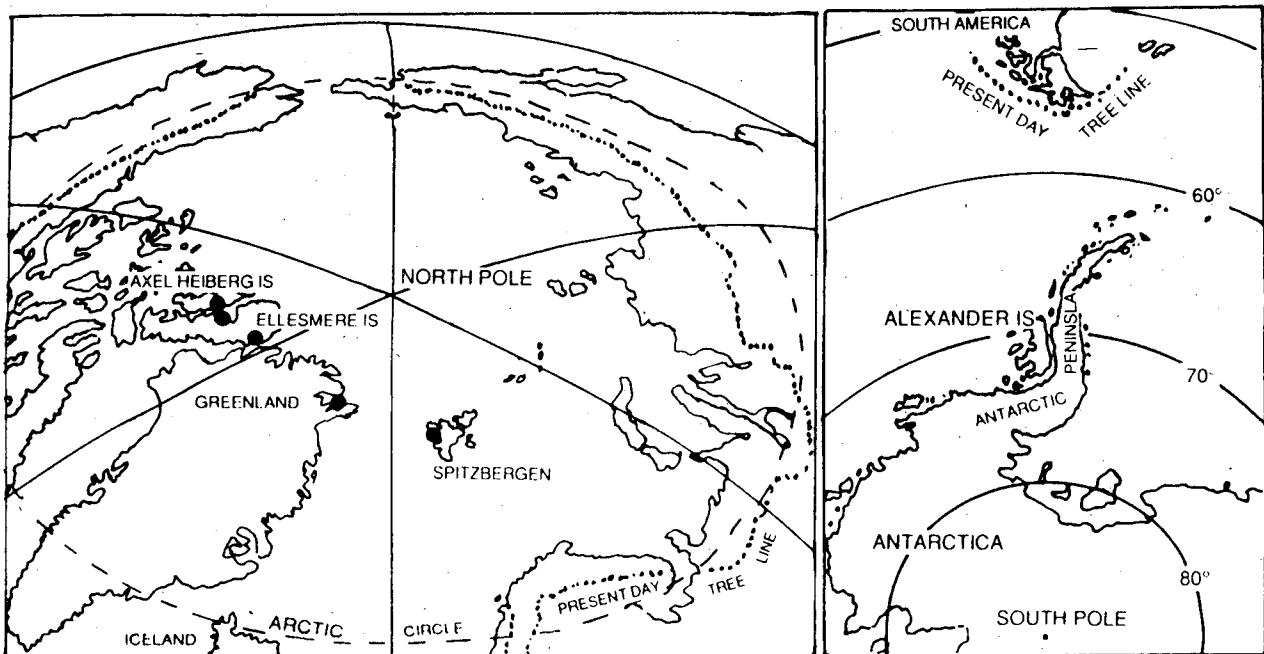 AXEL HEIBERG IS
NORTH POLE
ELLESMERE IS
GREENLAND
SPITZBERGEN
PRESENT DAY
TREE
LINE
ARCTIC
CIRCLE
ICELAND
SOUTH AMERICA
PRESENT DAY
TREE LINE
60°
ALEXANDER IS
PENINSLA
70°
ANTARCTIC
ANTARCTICA
80°
SOUTH POLE